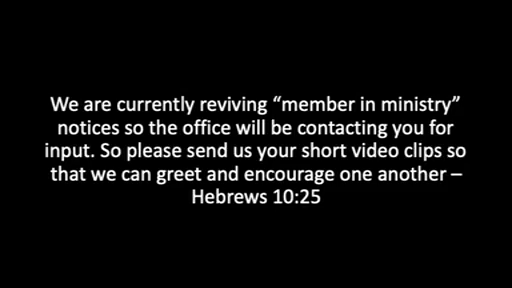 We are currently reviving “member in ministry”
notices so the office will be contacting you for
input. So please send us your short video clips so
that we can greet and encourage one another –
Hebrews 10:25